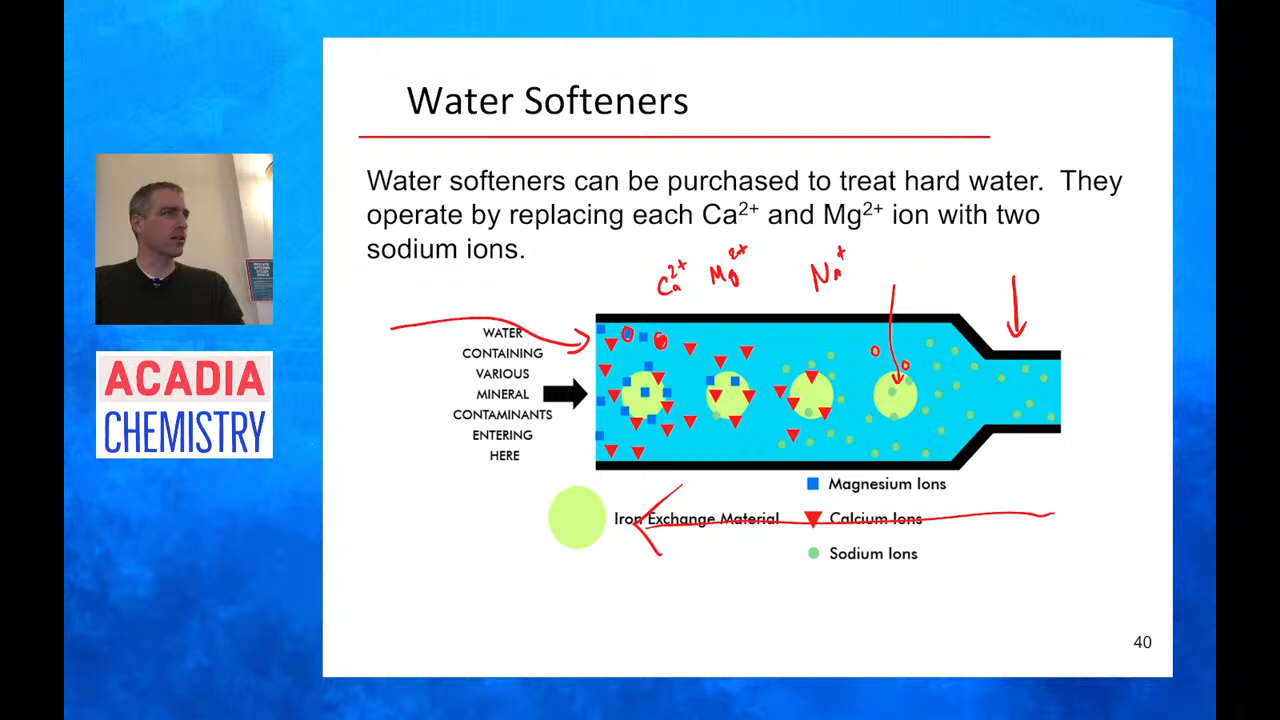 Water Softeners
Water softeners can be purchased to treat hard water. They
operate by replacing each Ca²⁺ and Mg²⁺ ion with two
sodium ions.
Ca²⁺ Mg²⁺ Na⁺
WATER
CONTAINING
VARIOUS
MINERAL
CONTAMINANTS
ENTERING
HERE
Magnesium Ions
Iron Exchange Material
Calcium Ions
Sodium Ions
40
ACADIA
CHEMISTRY